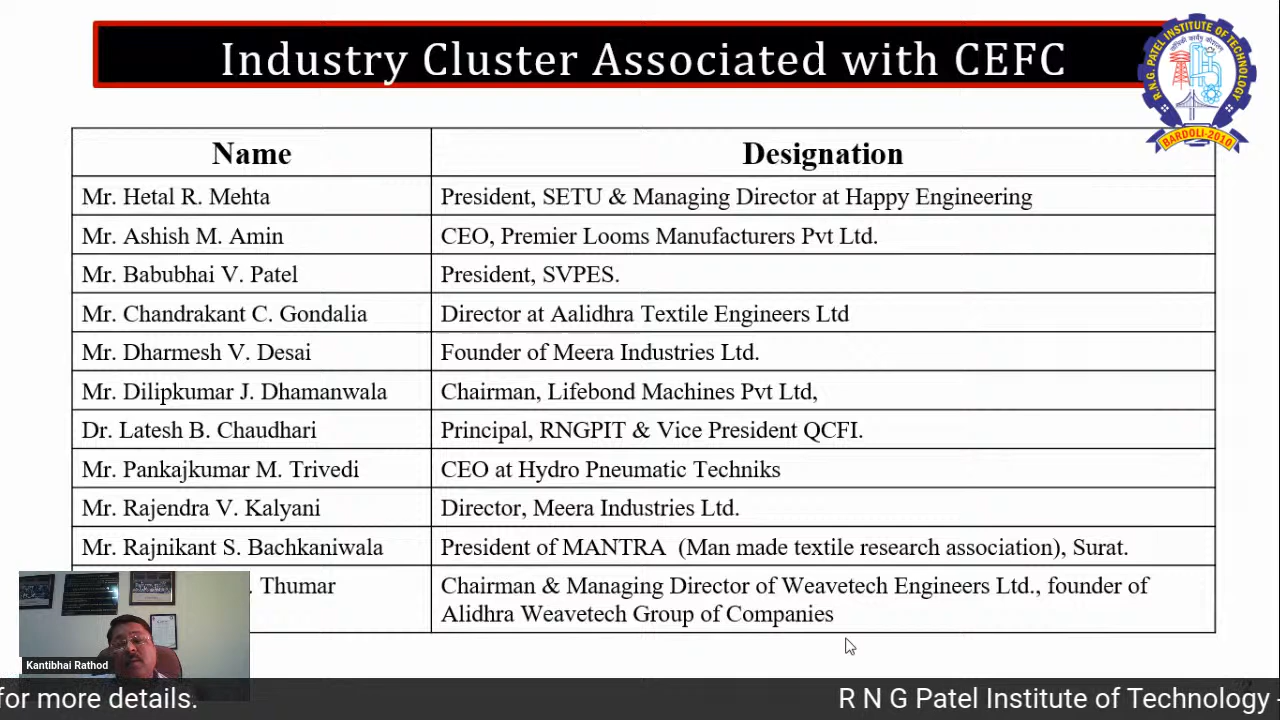 Industry Cluster Associated with CEFC
R.N.G. PATEL INSTITUTE OF TECHNOLOGY
BARDOLI-2010
Name Designation
Mr. Hetal R. Mehta President, SETU & Managing Director at Happy Engineering
Mr. Ashish M. Amin CEO, Premier Looms Manufacturers Pvt Ltd.
Mr. Babubhai V. Patel President, SVPES.
Mr. Chandrakant C. Gondalia Director at Aalidhra Textile Engineers Ltd
Mr. Dharmesh V. Desai Founder of Meera Industries Ltd.
Mr. Dilipkumar J. Dhamanwala Chairman, Lifebond Machines Pvt Ltd,
Dr. Latesh B. Chaudhari Principal, RNGPIT & Vice President QCFI.
Mr. Pankajkumar M. Trivedi CEO at Hydro Pneumatic Techniks
Mr. Rajendra V. Kalyani Director, Meera Industries Ltd.
Mr. Rajnikant S. Bachkaniwala President of MANTRA (Man made textile research association), Surat.
. Thumar Chairman & Managing Director of Weavetech Engineers Ltd., founder of
Alidhra Weavetech Group of Companies
Kantibhai Rathod
for more details. R N G Patel Institute of Technology -